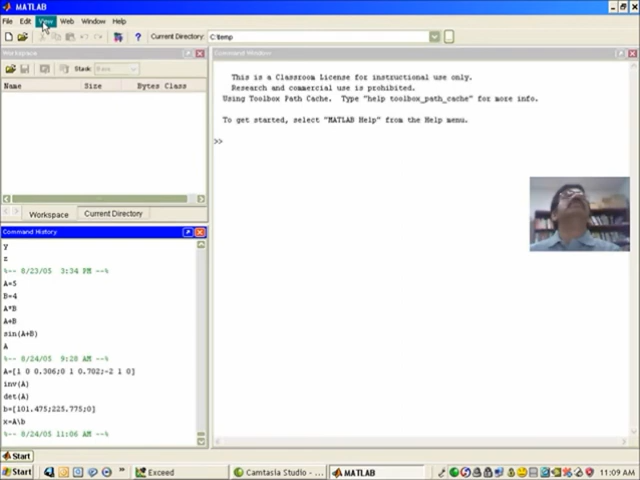 MATLAB
File Edit View Web Window Help
Current Directory: C:\temp
Workspace
Stack:
Name Size Bytes Class
Workspace Current Directory
Command History
y
z
%-- 8/23/05 3:34 PM --%
A=5
B=4
A*B
A+B
sin(A+B)
A
%-- 8/24/05 9:28 AM --%
A=[1 0 0.306;0 1 0.702;-2 1 0]
inv(A)
det(A)
b=[101.475;225.775;0]
x=A\b
%-- 8/24/05 11:06 AM --%
Command Window
This is a Classroom License for instructional use only.
Research and commercial use is prohibited.
Using Toolbox Path Cache. Type "help toolbox_path_cache" for more info.
To get started, select "MATLAB Help" from the Help menu.
>>
Start
Start Exceed Camtasia Studio - ... MATLAB 11:09 AM